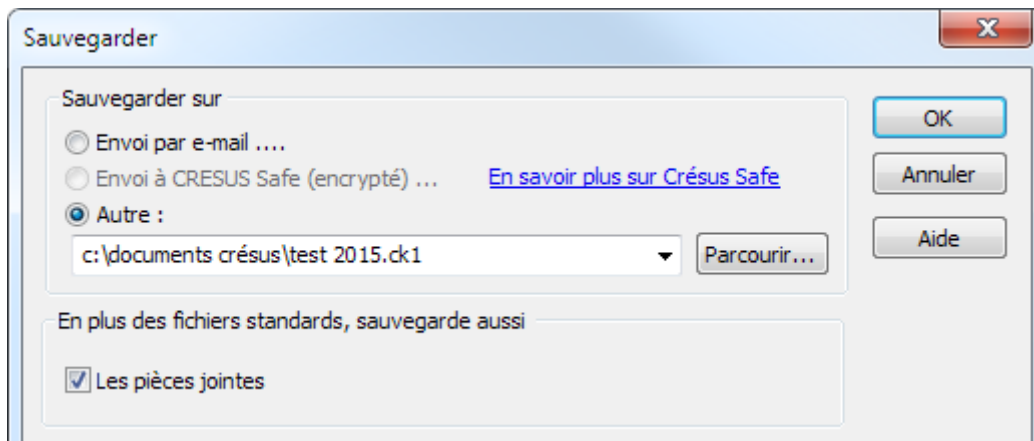 Sauvegarder
Sauvegarder sur
Envoi par e-mail ....
Envoi à CRESUS Safe (encrypté) ... En savoir plus sur Crésus Safe
Autre :
c:\documents crésus\test 2015.ck1 Parcourir...
OK
Annuler
Aide
En plus des fichiers standards, sauvegarde aussi
Les pièces jointes